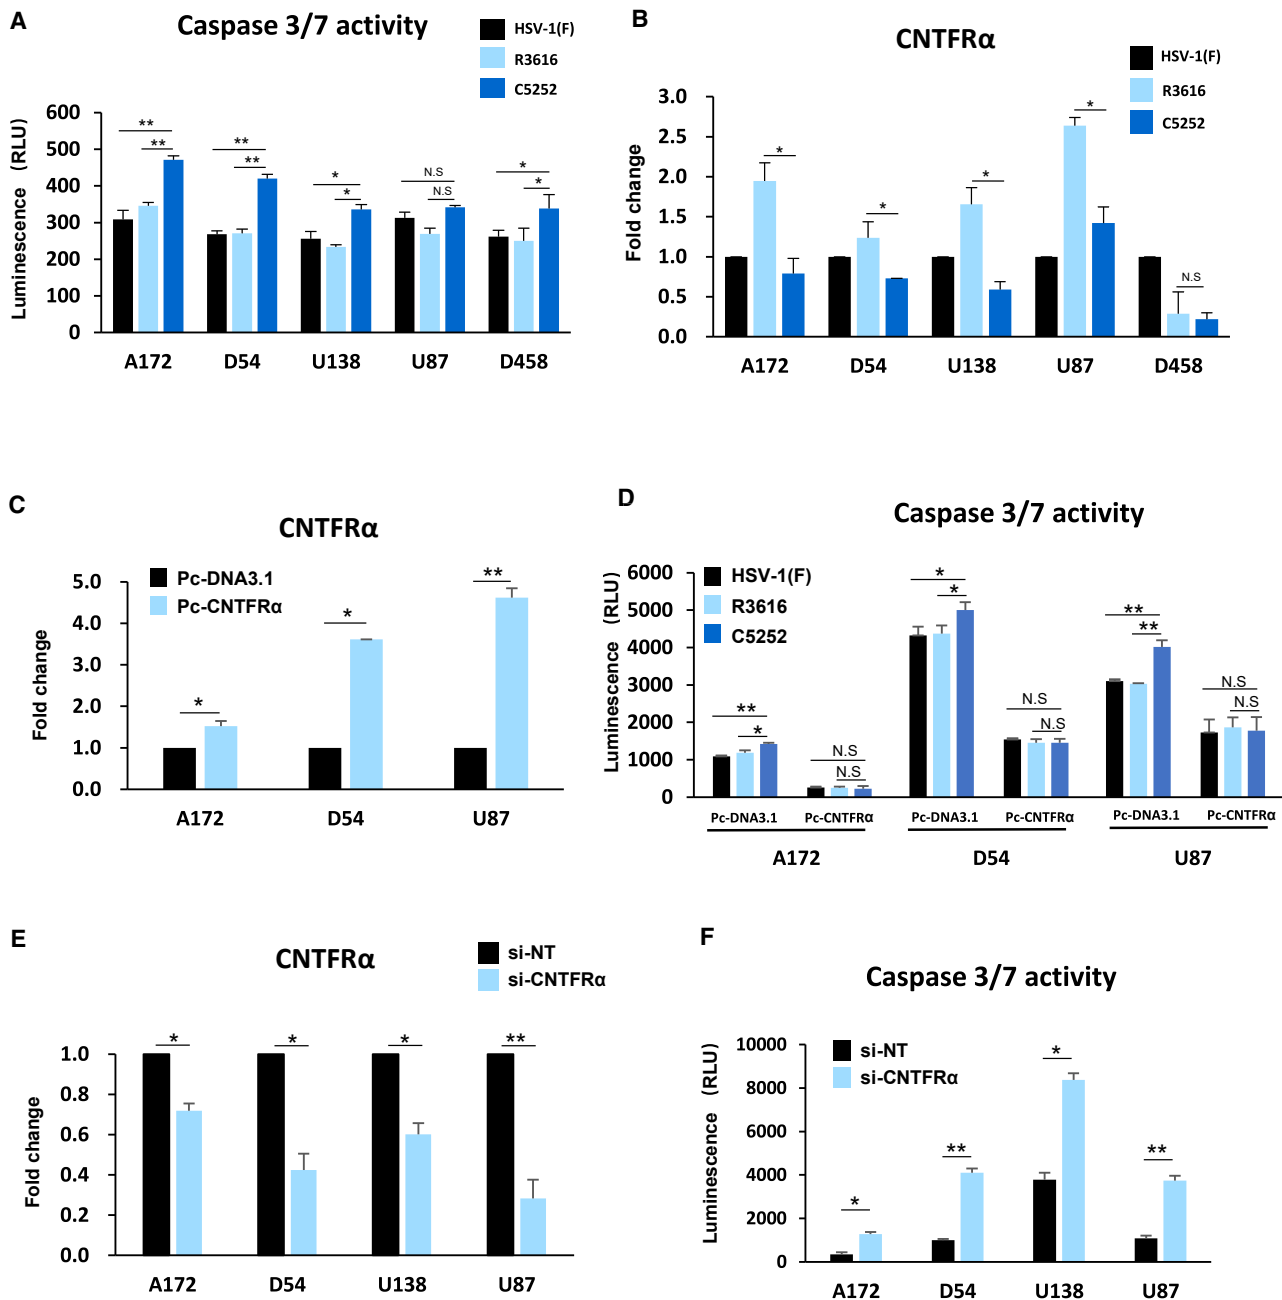 A
Caspase 3/7 activity
HSV-1(F)
R3616
C5252
Luminescence (RLU)
600
500
400
300
200
100
0
** ** ** ** * * N.S N.S * *
A172 D54 U138 U87 D458
B
CNTFRα
HSV-1(F)
R3616
C5252
Fold change
3.0
2.5
2.0
1.5
1.0
0.5
0.0
* * * * N.S
A172 D54 U138 U87 D458
C
CNTFRα
Pc-DNA3.1
Pc-CNTFRα
Fold change
5.0
4.0
3.0
2.0
1.0
0.0
* * **
A172 D54 U87
D
Caspase 3/7 activity
HSV-1(F)
R3616
C5252
Luminescence (RLU)
6000
5000
4000
3000
2000
1000
0
** * N.S N.S * * N.S N.S ** ** N.S N.S
Pc-DNA3.1 Pc-CNTFRα Pc-DNA3.1 Pc-CNTFRα Pc-DNA3.1 Pc-CNTFRα
A172 D54 U87
E
CNTFRα
si-NT
si-CNTFRα
Fold change
1.0
0.8
0.6
0.4
0.2
0.0
* * * **
A172 D54 U138 U87
F
Caspase 3/7 activity
si-NT
si-CNTFRα
Luminescence (RLU)
10000
8000
6000
4000
2000
0
* ** * **
A172 D54 U138 U87